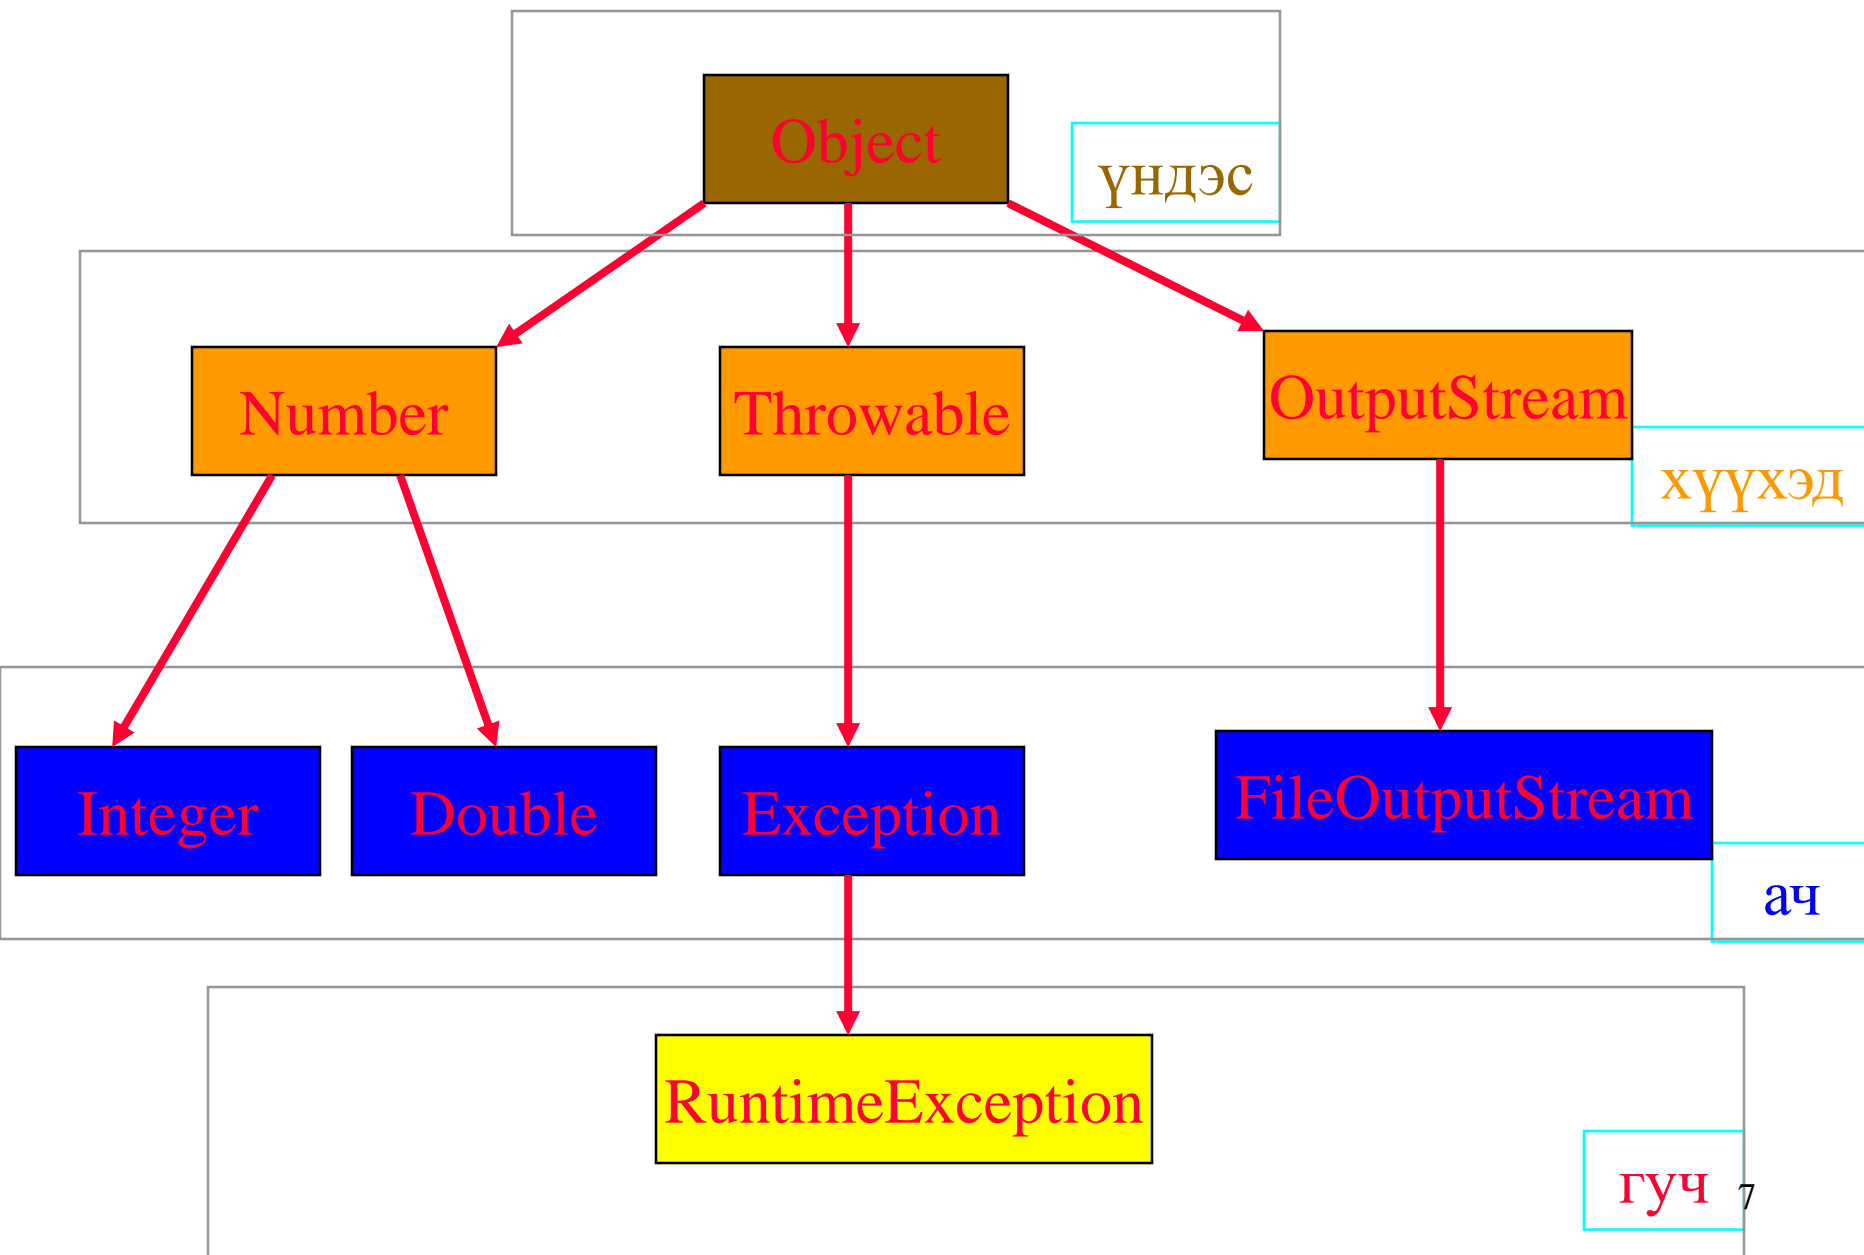 Object
үндэс
Number
Throwable
OutputStream
хүүхэд
Integer
Double
Exception
FileOutputStream
ач
RuntimeException
гуч
7